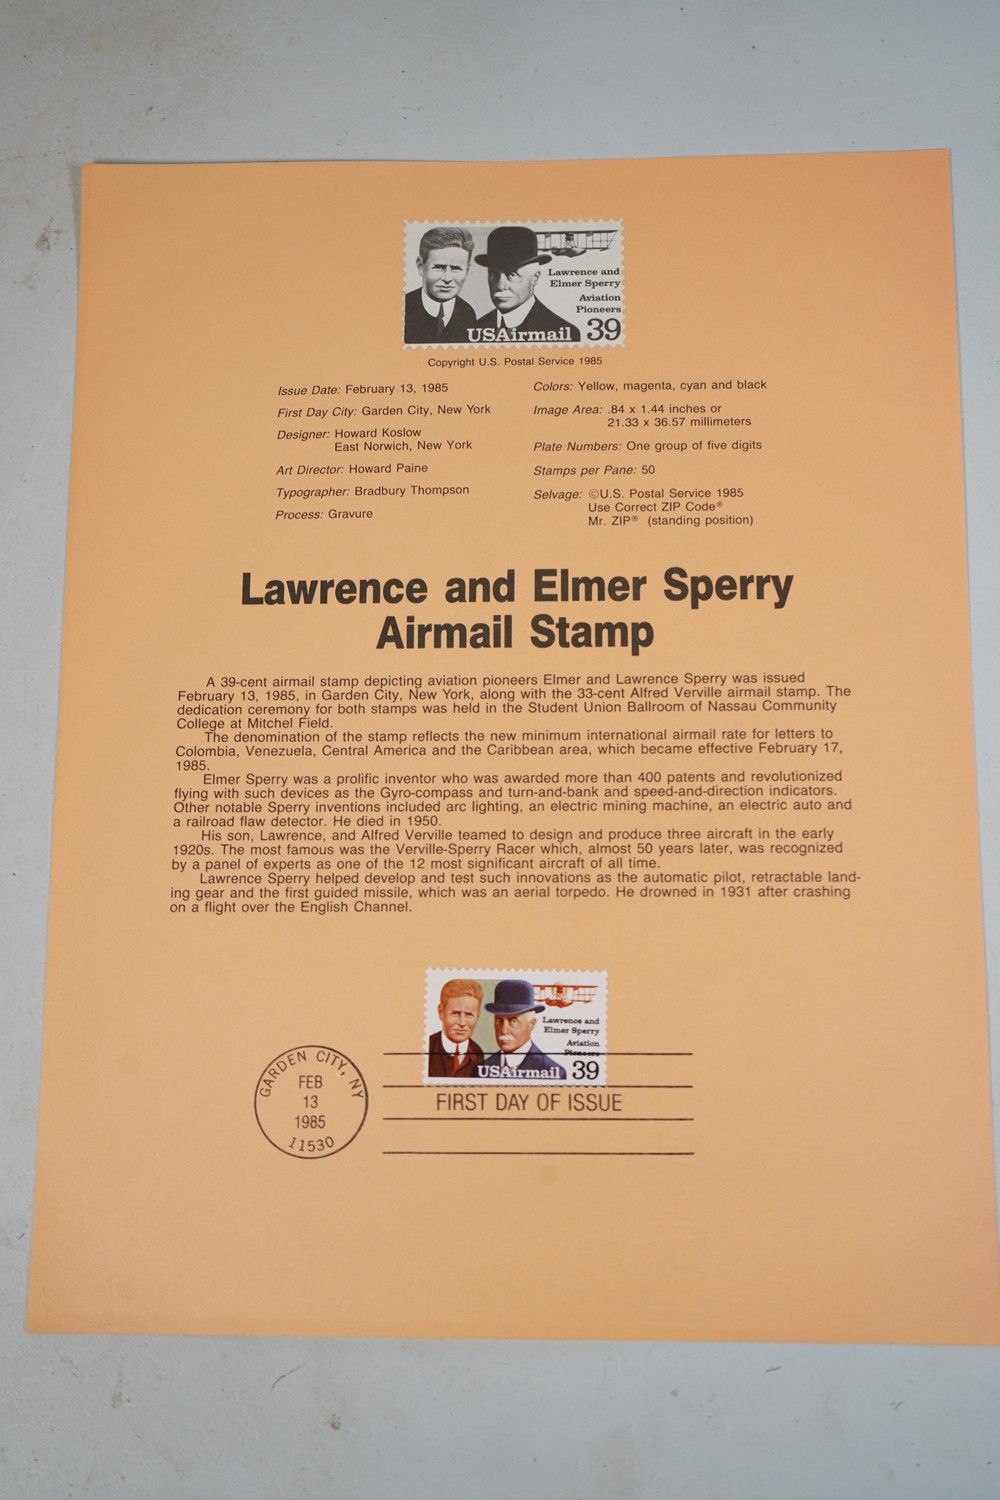 Lawrence and
Elmer Sperry
Aviation
Pioneers
USAirmail 39
Copyright U.S. Postal Service 1985
Issue Date: February 13, 1985
First Day City: Garden City, New York
Designer: Howard Koslow
East Norwich, New York
Art Director: Howard Paine
Typographer: Bradbury Thompson
Process: Gravure
Colors: Yellow, magenta, cyan and black
Image Area: .84 x 1.44 inches or
21.33 x 36.57 millimeters
Plate Numbers: One group of five digits
Stamps per Pane: 50
Selvage: ©U.S. Postal Service 1985
Use Correct ZIP Code®
Mr. ZIP® (standing position)
Lawrence and Elmer Sperry
Airmail Stamp
A 39-cent airmail stamp depicting aviation pioneers Elmer and Lawrence Sperry was issued
February 13, 1985, in Garden City, New York, along with the 33-cent Alfred Verville airmail stamp. The
dedication ceremony for both stamps was held in the Student Union Ballroom of Nassau Community
College at Mitchel Field.
The denomination of the stamp reflects the new minimum international airmail rate for letters to
Colombia, Venezuela, Central America and the Caribbean area, which became effective February 17,
1985.
Elmer Sperry was a prolific inventor who was awarded more than 400 patents and revolutionized
flying with such devices as the Gyro-compass and turn-and-bank and speed-and-direction indicators.
Other notable Sperry inventions included arc lighting, an electric mining machine, an electric auto and
a railroad flaw detector. He died in 1950.
His son, Lawrence, and Alfred Verville teamed to design and produce three aircraft in the early
1920s. The most famous was the Verville-Sperry Racer which, almost 50 years later, was recognized
by a panel of experts as one of the 12 most significant aircraft of all time.
Lawrence Sperry helped develop and test such innovations as the automatic pilot, retractable land-
ing gear and the first guided missile, which was an aerial torpedo. He drowned in 1931 after crashing
on a flight over the English Channel.
Lawrence and
Elmer Sperry
Aviation
Pioneers
USAirmail 39
GARDEN CITY, NY
FEB
13
1985
11530
FIRST DAY OF ISSUE